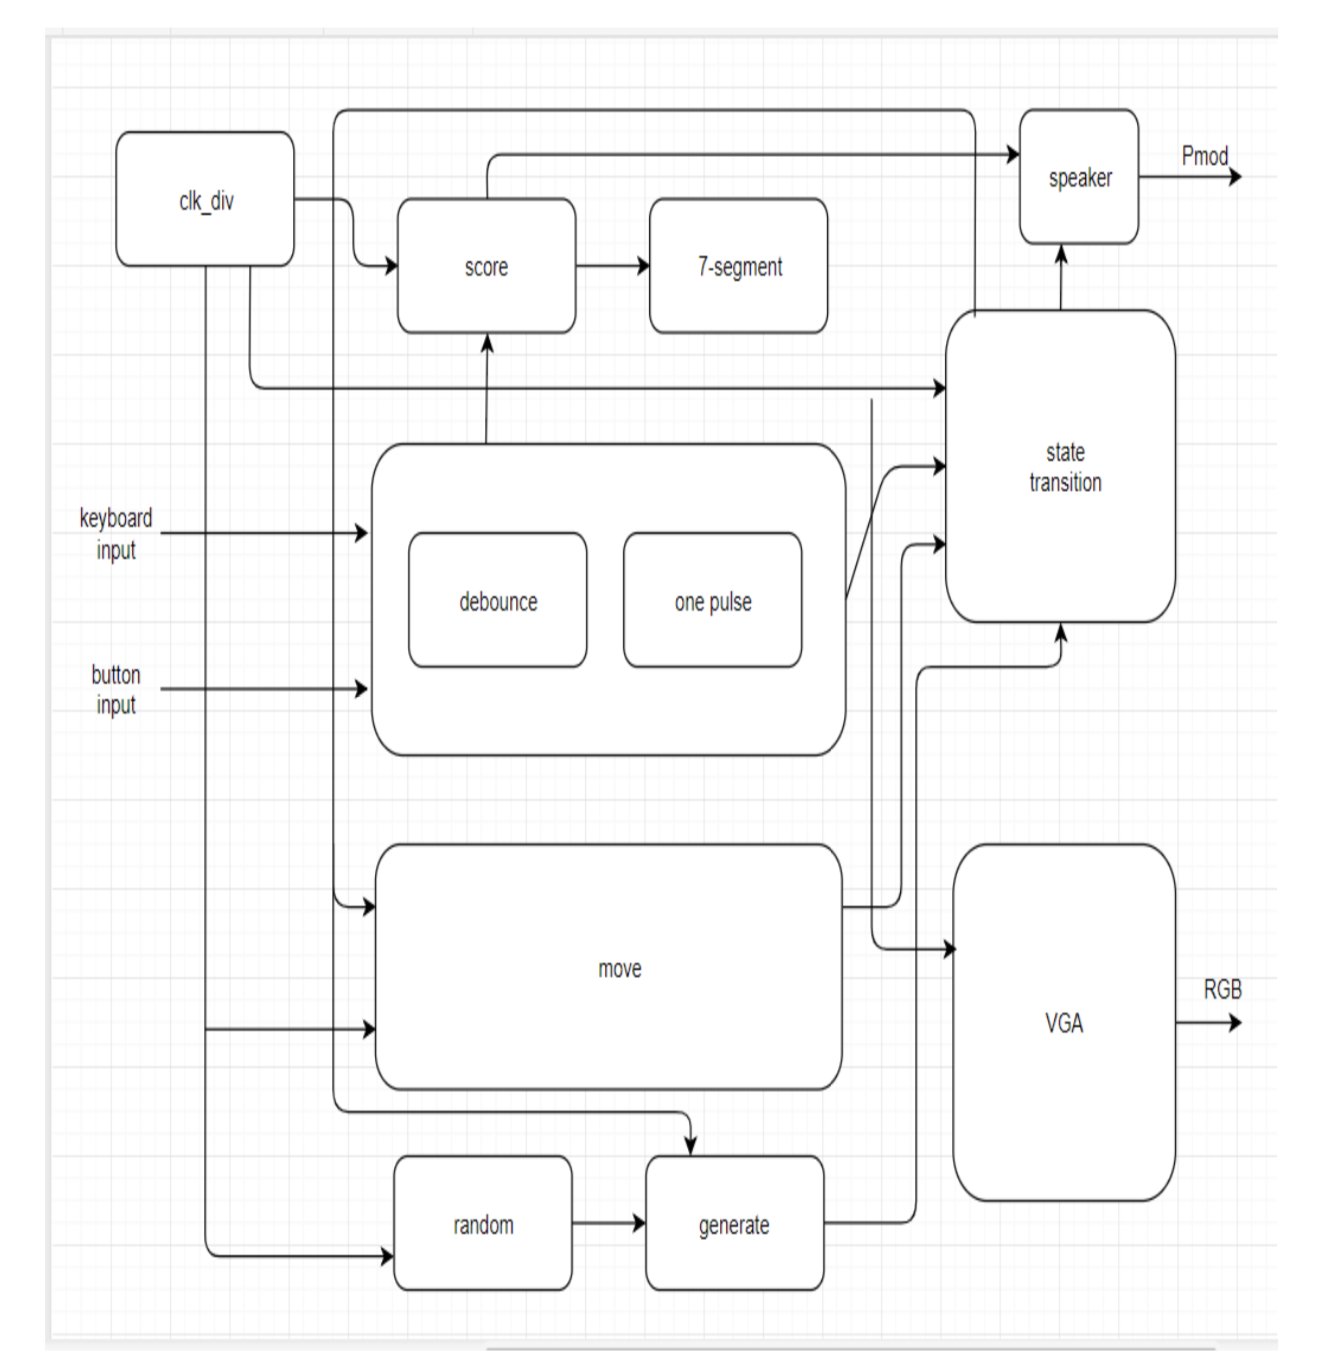 clk_div
score
7-segment
speaker
Pmod
state
transition
keyboard
input
debounce
one pulse
button
input
move
VGA
RGB
random
generate